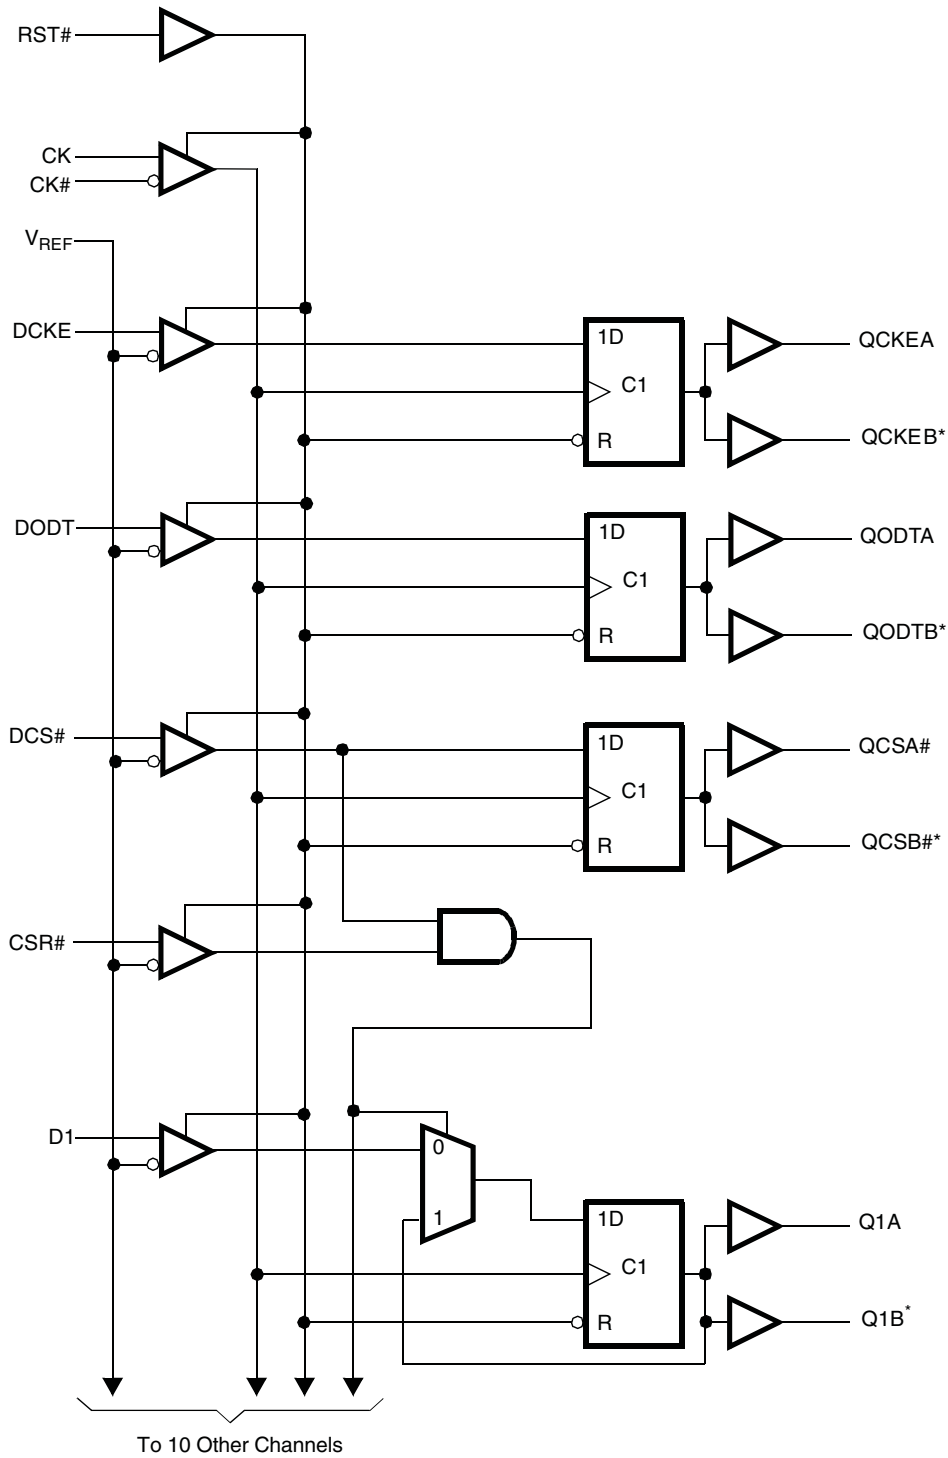 RST#
CK
CK#
VREF
DCKE
1D
C1
R
QCKEA
QCKEB*
DODT
1D
C1
R
QODTA
QODTB*
DCS#
1D
C1
R
QCSA#
QCSB#*
CSR#
D1
0
1
1D
C1
R
Q1A
Q1B*
To 10 Other Channels